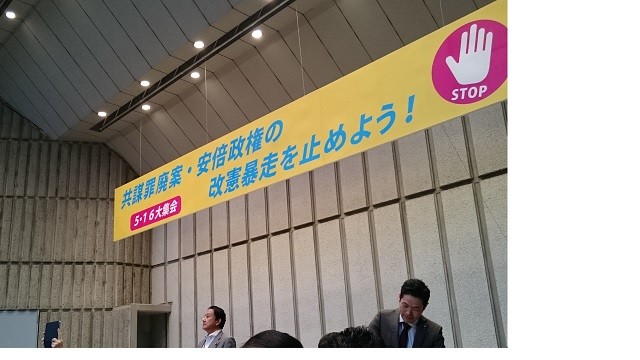 共謀罪廃案・安倍政権の
改憲暴走を止めよう！
5・16大集会
STOP